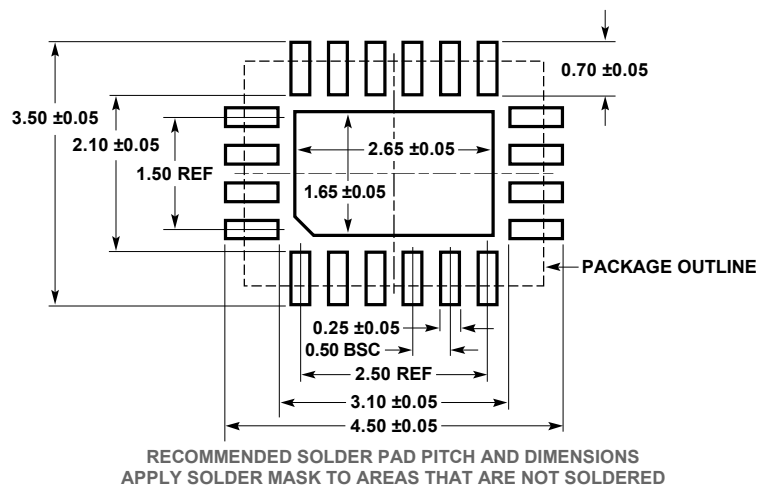 0.70 ±0.05
3.50 ±0.05
2.10 ±0.05
2.65 ±0.05
1.50 REF
1.65 ±0.05
PACKAGE OUTLINE
0.25 ±0.05
0.50 BSC
2.50 REF
3.10 ±0.05
4.50 ±0.05
RECOMMENDED SOLDER PAD PITCH AND DIMENSIONS
APPLY SOLDER MASK TO AREAS THAT ARE NOT SOLDERED